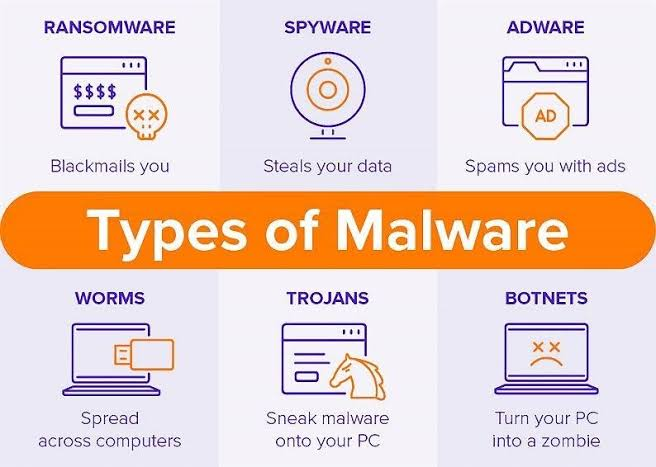 RANSOMWARE
SPYWARE
ADWARE
$$$$
AD
Blackmails you
Steals your data
Spams you with ads
Types of Malware
WORMS
TROJANS
BOTNETS
Spread
across computers
Sneak malware
onto your PC
Turn your PC
into a zombie